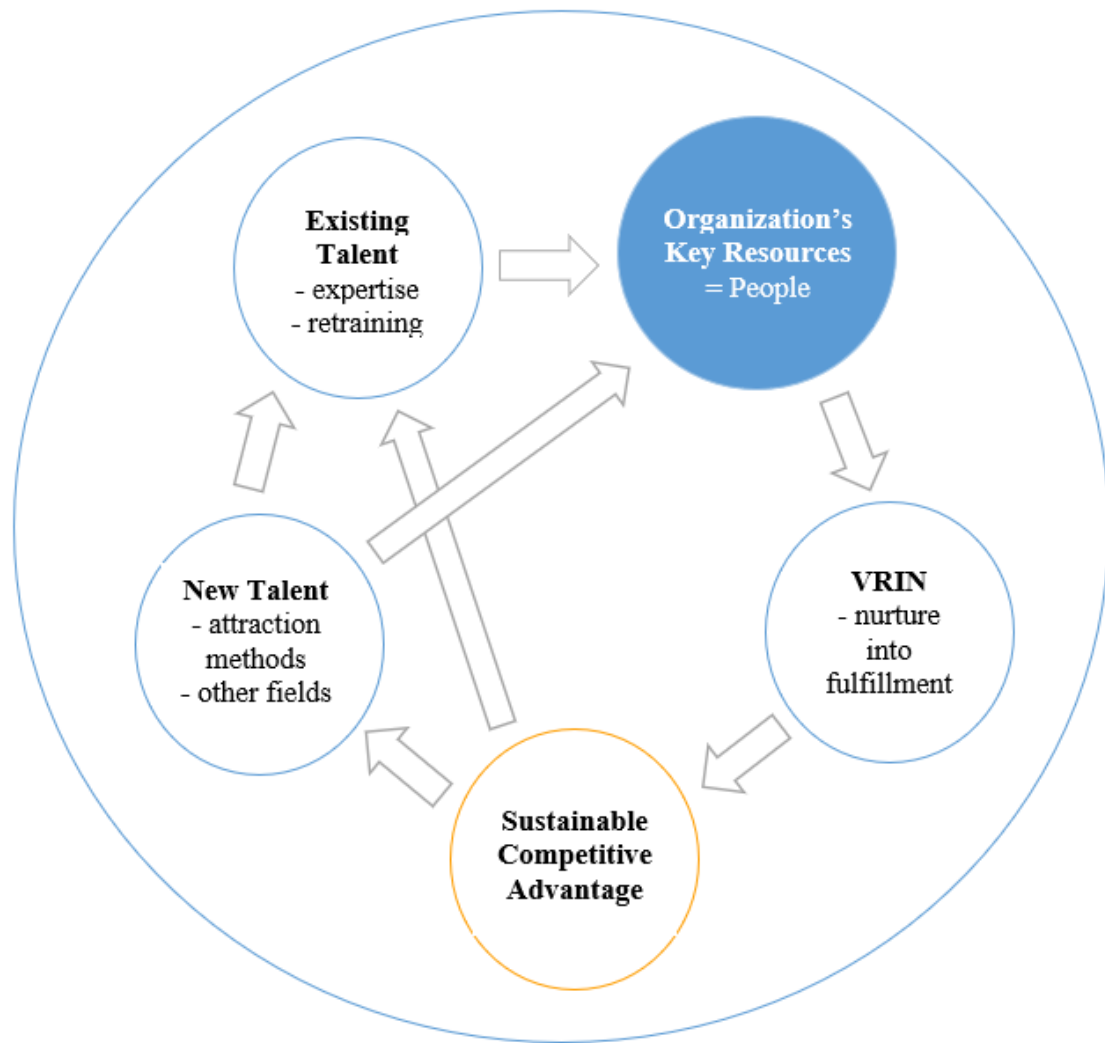 Existing
Talent
- expertise
- retraining
Organization’s
Key Resources
= People
New Talent
- attraction
methods
- other fields
VRIN
- nurture
into
fulfillment
Sustainable
Competitive
Advantage